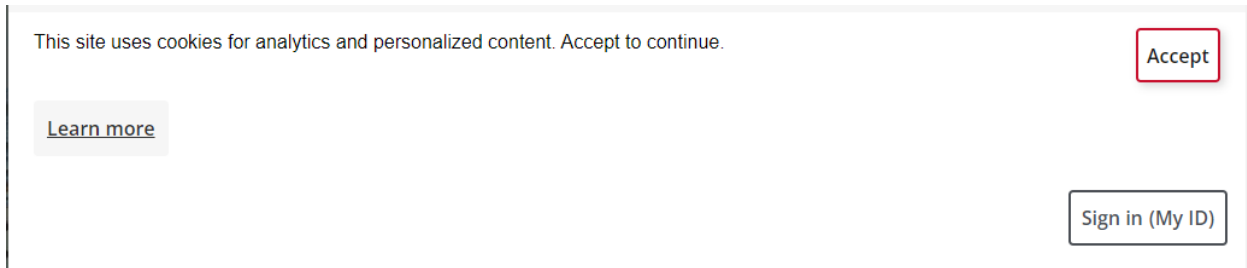 This site uses cookies for analytics and personalized content. Accept to continue.
Accept
Learn more
Sign in (My ID)